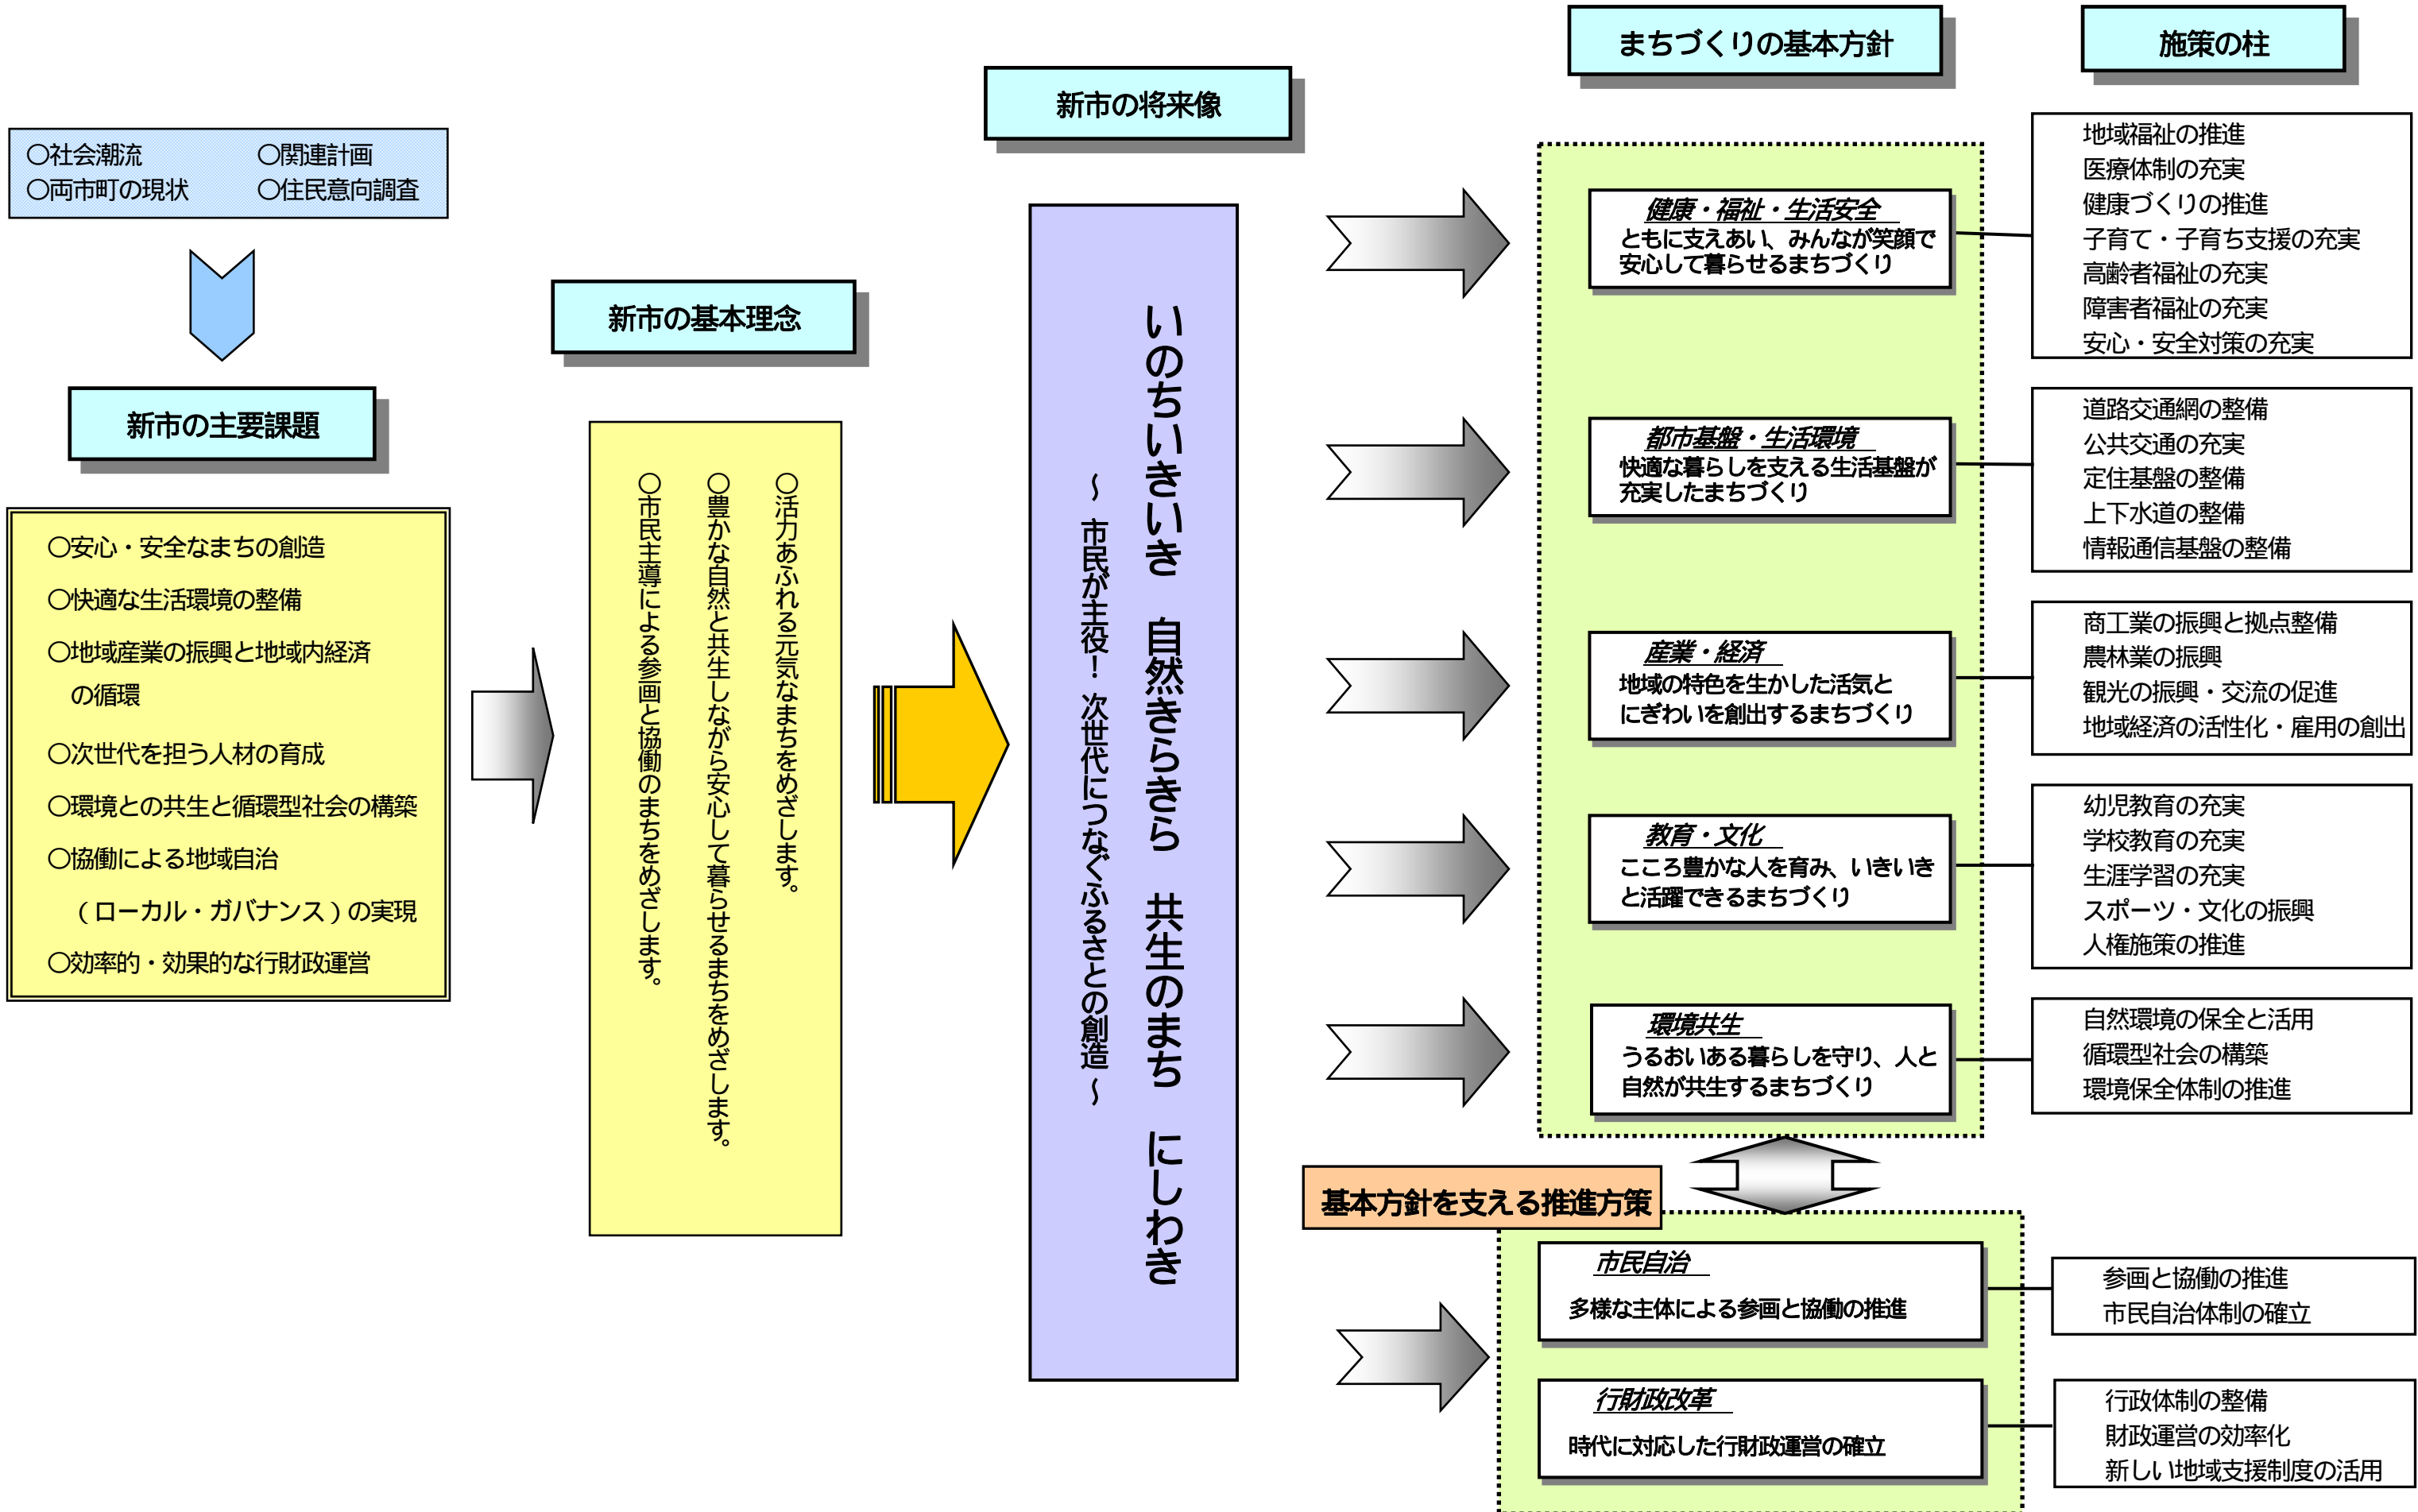 ○社会潮流　○関連計画
○両市町の現状　○住民意向調査
新市の主要課題
○安心・安全なまちの創造
○快適な生活環境の整備
○地域産業の振興と地域内経済
の循環
○次世代を担う人材の育成
○環境との共生と循環型社会の構築
○協働による地域自治
（ローカル・ガバナンス）の実現
○効率的・効果的な行財政運営
新市の基本理念
○活力あふれる元気なまちをめざします。
○豊かな自然と共生しながら安心して暮らせるまちをめざします。
○市民主導による参画と協働のまちをめざします。
新市の将来像
いのちいきいき　自然きらきら　共生のまち　にしわき
～ 市民が主役！ 次世代につなぐふるさとの創造 ～
まちづくりの基本方針
健康・福祉・生活安全
ともに支えあい、みんなが笑顔で
安心して暮らせるまちづくり
都市基盤・生活環境
快適な暮らしを支える生活基盤が
充実したまちづくり
産業・経済
地域の特色を生かした活気と
にぎわいを創出するまちづくり
教育・文化
こころ豊かな人を育み、いきいき
と活躍できるまちづくり
環境共生
うるおいある暮らしを守り、人と
自然が共生するまちづくり
基本方針を支える推進方策
市民自治
多様な主体による参画と協働の推進
行財政改革
時代に対応した行財政運営の確立
施策の柱
地域福祉の推進
医療体制の充実
健康づくりの推進
子育て・子育ち支援の充実
高齢者福祉の充実
障害者福祉の充実
安心・安全対策の充実
道路交通網の整備
公共交通の充実
定住基盤の整備
上下水道の整備
情報通信基盤の整備
商工業の振興と拠点整備
農林業の振興
観光の振興・交流の促進
地域経済の活性化・雇用の創出
幼児教育の充実
学校教育の充実
生涯学習の充実
スポーツ・文化の振興
人権施策の推進
自然環境の保全と活用
循環型社会の構築
環境保全体制の推進
参画と協働の推進
市民自治体制の確立
行政体制の整備
財政運営の効率化
新しい地域支援制度の活用